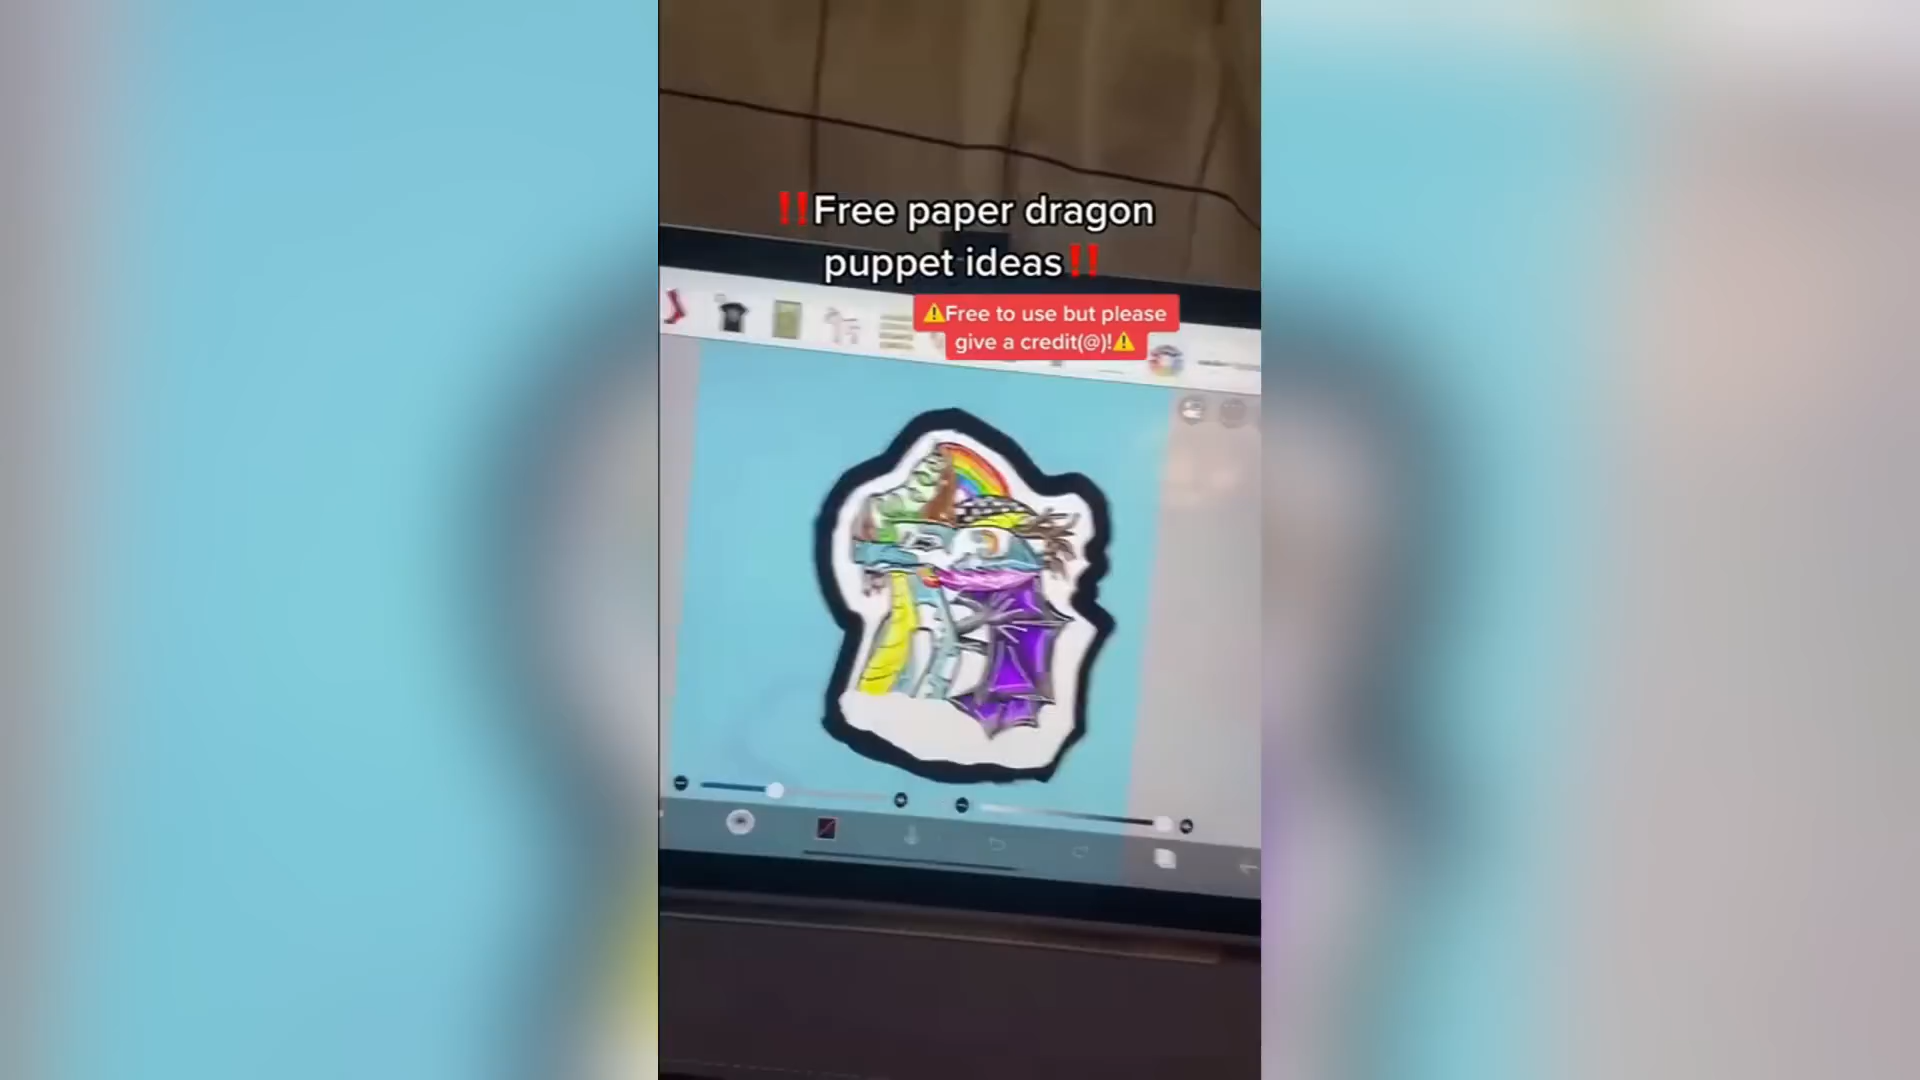 ‼️Free paper dragon
puppet ideas‼️
⚠️Free to use but please
give a credit(@)!⚠️